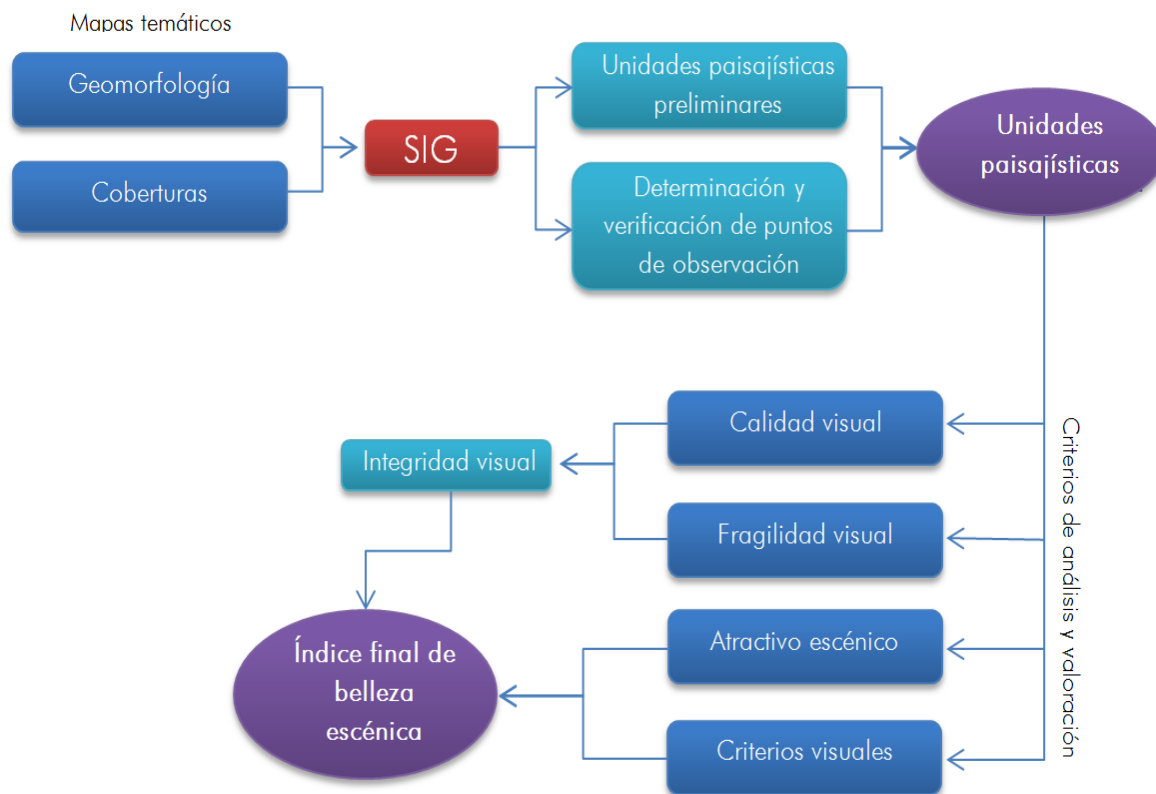 Mapas temáticos
Geomorfología
Coberturas
SIG
Unidades paisajísticas
preliminares
Determinación y
verificación de puntos
de observación
Unidades
paisajísticas
Criterios de análisis y valoración
Calidad visual
Fragilidad visual
Integridad visual
Atractivo escénico
Criterios visuales
Índice final de
belleza
escénica